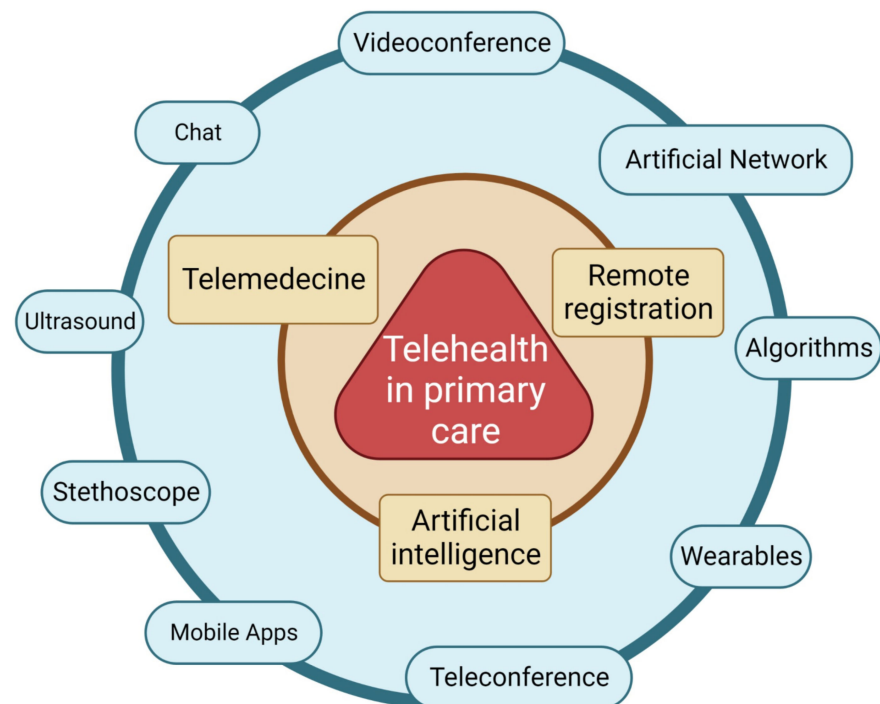 Videoconference
Chat
Artificial Network
Telemedecine
Remote
registration
Ultrasound
Telehealth
in primary
care
Algorithms
Stethoscope
Artificial
intelligence
Wearables
Mobile Apps
Teleconference